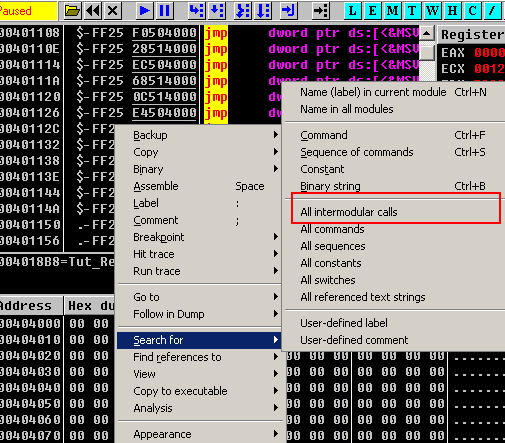 Paused
L E M T W H C /
00401108 $-FF25 F0504000 jmp dword ptr ds:[<&MSV
0040110E $-FF25 28514000 jmp dword ptr ds:[<&MSV
00401114 $-FF25 EC504000 jmp dword ptr ds:[<&MSV
0040111A $-FF25 68514000 jmp dword ptr ds:[<&MSV
00401120 $-FF25 0C514000 jmp
00401126 $-FF25 E4504000 jmp
0040112C $-FF2
00401132 $-FF2
00401138 $-FF2
0040113E $-FF2
00401144 $-FF2
0040114A $-FF2
00401150 .-FF2
00401156 .-FF2
004018B8=Tut_Re
Register
EAX 0000
ECX 0012
Backup
Copy
Binary
Assemble Space
Label :
Comment ;
Breakpoint
Hit trace
Run trace
Go to
Follow in Dump
Search for
Find references to
View
Copy to executable
Analysis
Appearance
Name (label) in current module Ctrl+N
Name in all modules
Command Ctrl+F
Sequence of commands Ctrl+S
Constant
Binary string Ctrl+B
All intermodular calls
All commands
All sequences
All constants
All switches
All referenced text strings
User-defined label
User-defined comment
Address Hex du
00404000 00 00
00404010 00 00
00404020 00 00
00404030 00 00
00404040 00 00
00404050 00 00
00404060 00 00
00404070 00 00